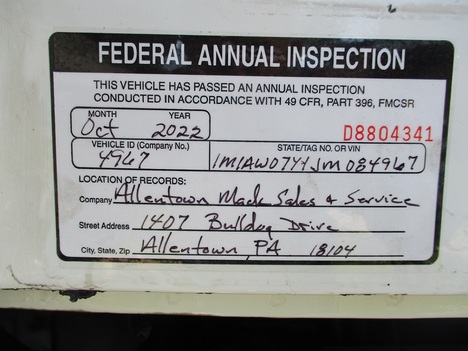 FEDERAL ANNUAL INSPECTION
THIS VEHICLE HAS PASSED AN ANNUAL INSPECTION
CONDUCTED IN ACCORDANCE WITH 49 CFR, PART 396, FMCSR
MONTH YEAR
Oct 2022 D8804341
VEHICLE ID (Company No.) STATE/TAG NO. OR VIN
4967 1M1AW07Y1JM084967
LOCATION OF RECORDS:
Company Allentown Mack Sales & Service
Street Address 1407 Bulldog Drive
City, State, Zip Allentown, PA 18104